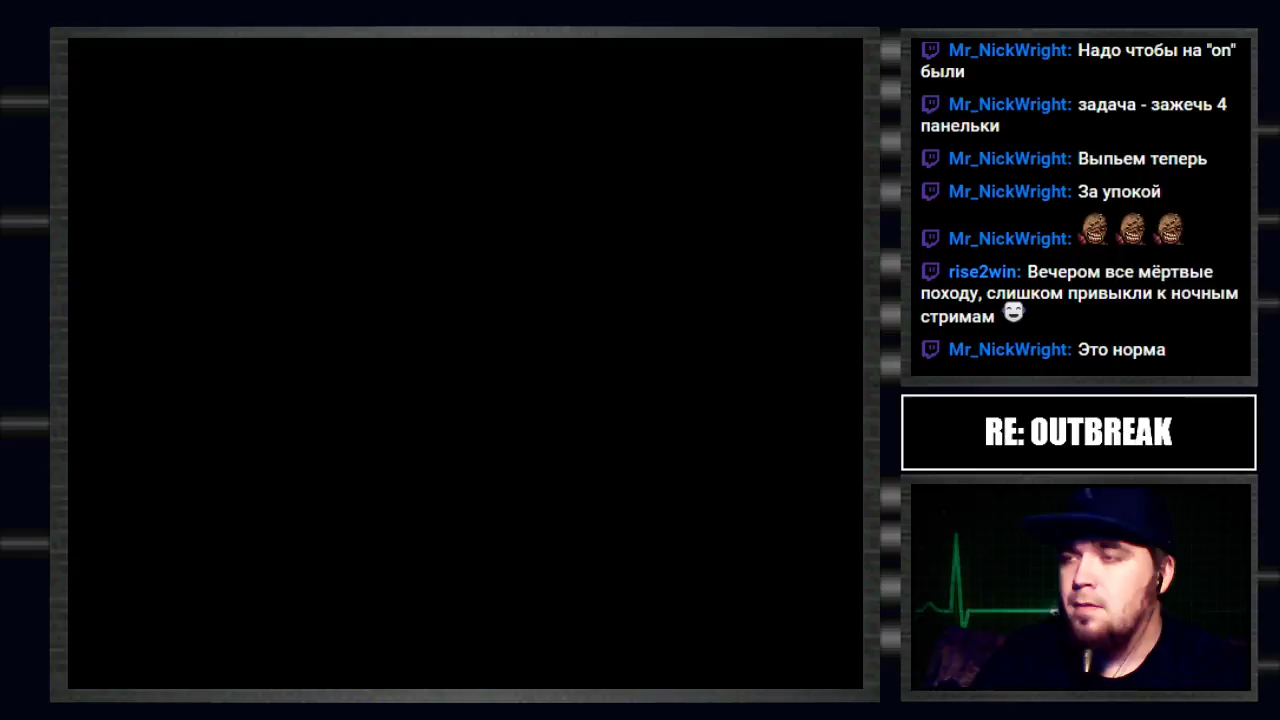 Mr_NickWright: Надо чтобы на "on"
были
Mr_NickWright: задача - зажечь 4
панельки
Mr_NickWright: Выпьем теперь
Mr_NickWright: За упокой
Mr_NickWright:
rise2win: Вечером все мёртвые
походу, слишком привыкли к ночным
стримам
Mr_NickWright: Это норма
RE: OUTBREAK